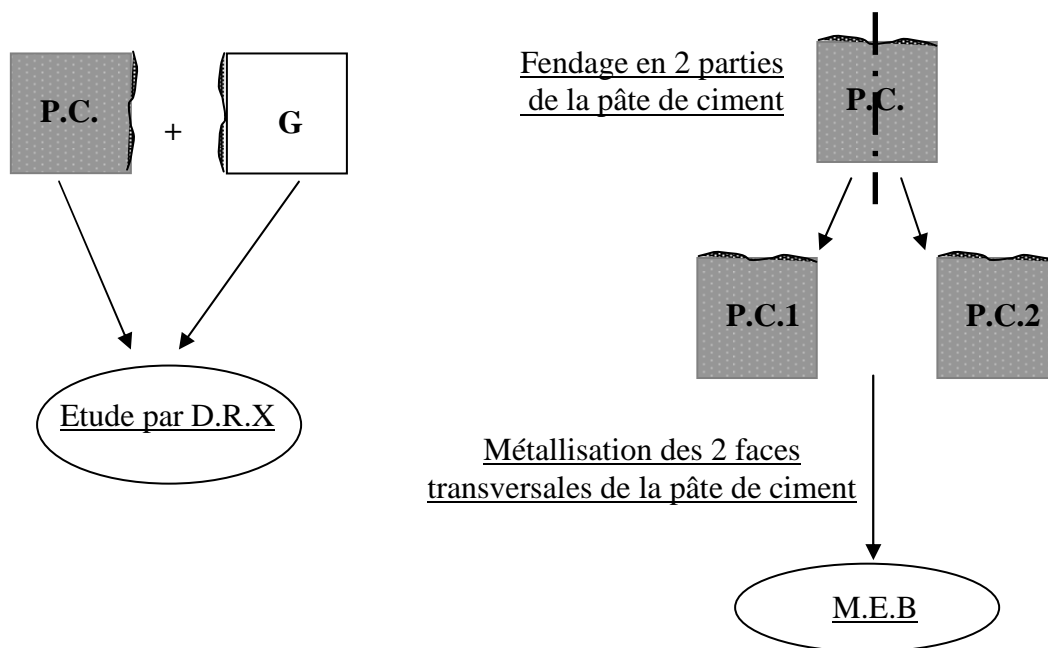 P.C.
+
G
Etude par D.R.X
Fendage en 2 parties
de la pâte de ciment
P.C.
P.C.1
P.C.2
Métallisation des 2 faces
transversales de la pâte de ciment
M.E.B